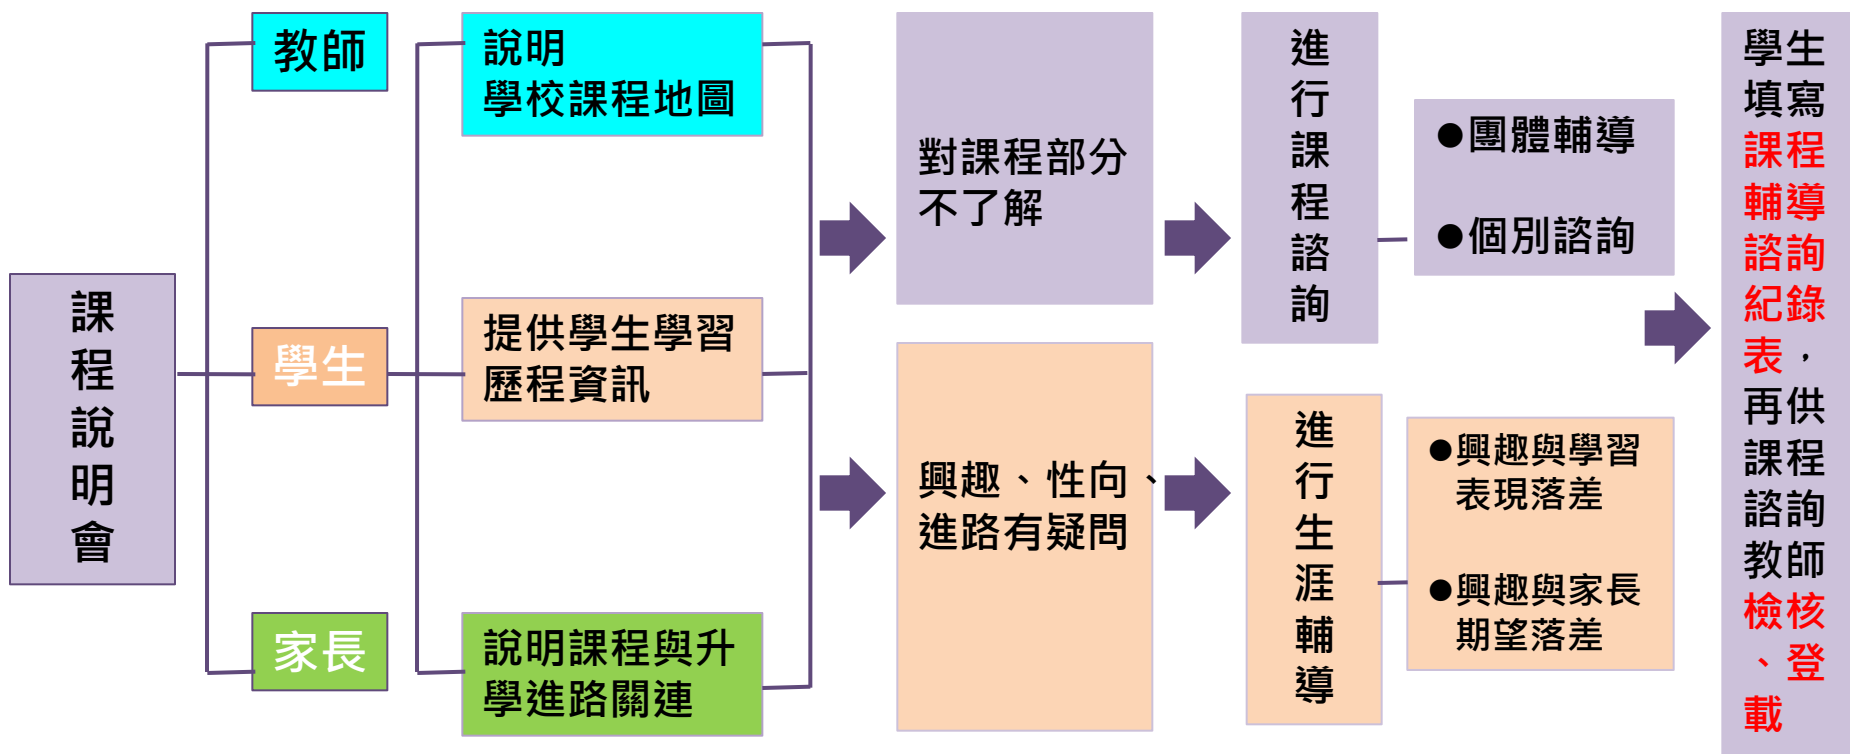 課程說明會
教師
學生
家長
說明
學校課程地圖
提供學生學習
歷程資訊
說明課程與升
學進路關連
對課程部分
不了解
興趣、性向、
進路有疑問
進行課程諮詢
●團體輔導
●個別諮詢
進行生涯輔導
●興趣與學習
表現落差
●興趣與家長
期望落差
學生
填寫
課程
輔導
諮詢
紀錄
表，
再供
課程
諮詢
教師
檢核
、登
載